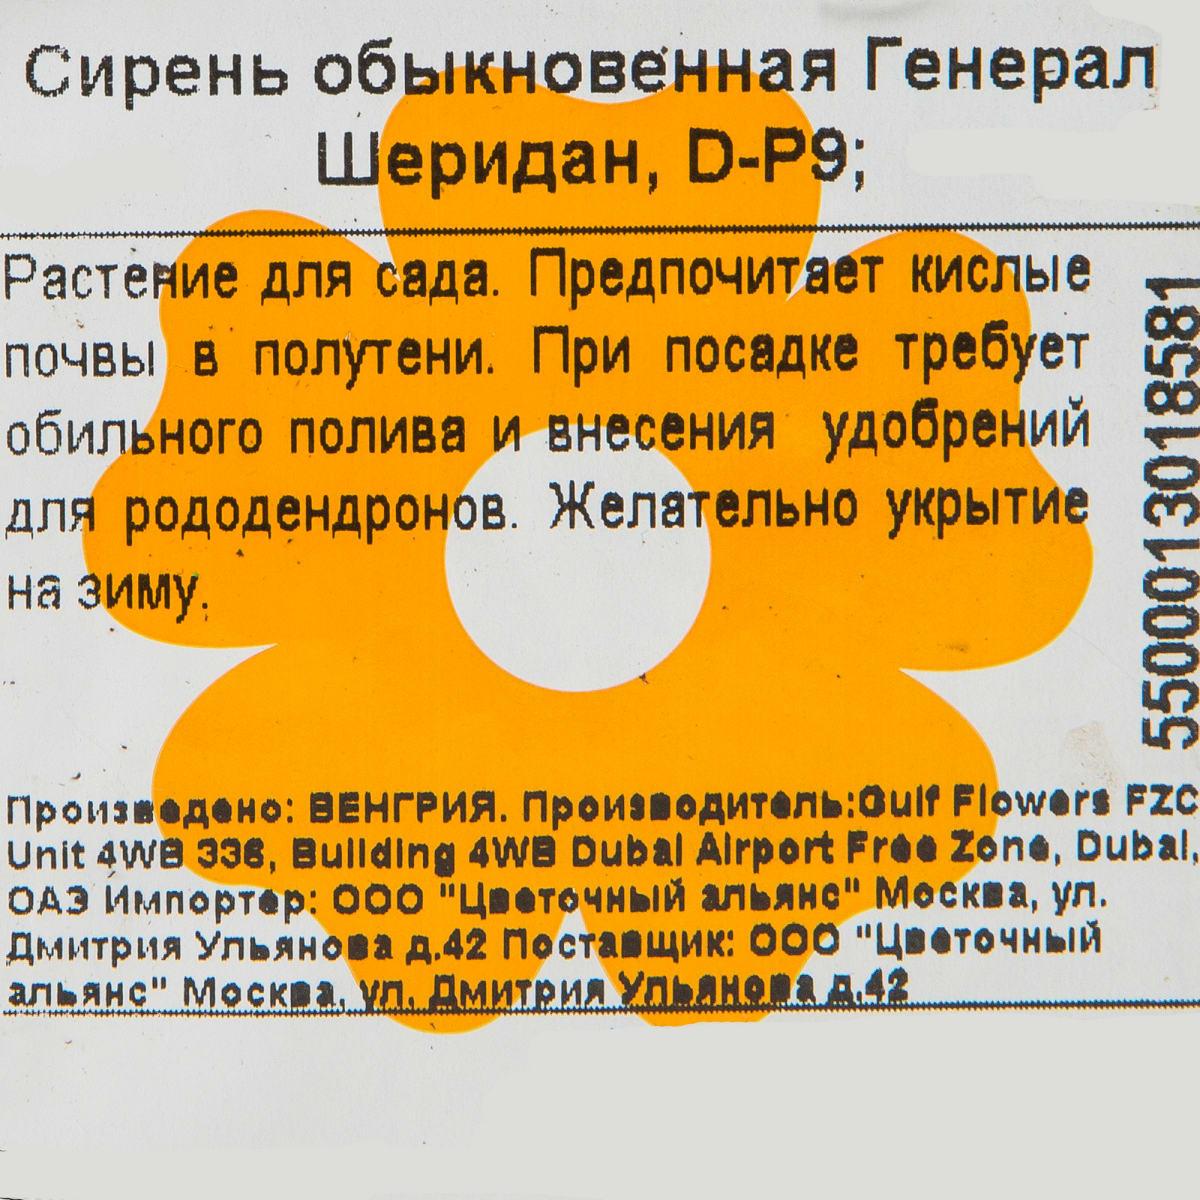 Сирень обыкновенная Генерал
Шеридан, D-P9;
Растение для сада. Предпочитает кислые
почвы в полутени. При посадке требует
обильного полива и внесения удобрений
для рододендронов. Желательно укрытие
на зиму.
5500013018581
Произведено: ВЕНГРИЯ. Производитель:Gulf Flowers FZC
Unit 4WB 336, Building 4WB Dubai Airport Free Zone, Dubai,
ОАЭ Импортер: ООО "Цветочный альянс" Москва, ул.
Дмитрия Ульянова д.42 Поставщик: ООО "Цветочный
альянс" Москва, ул. Дмитрия Ульянова д.42